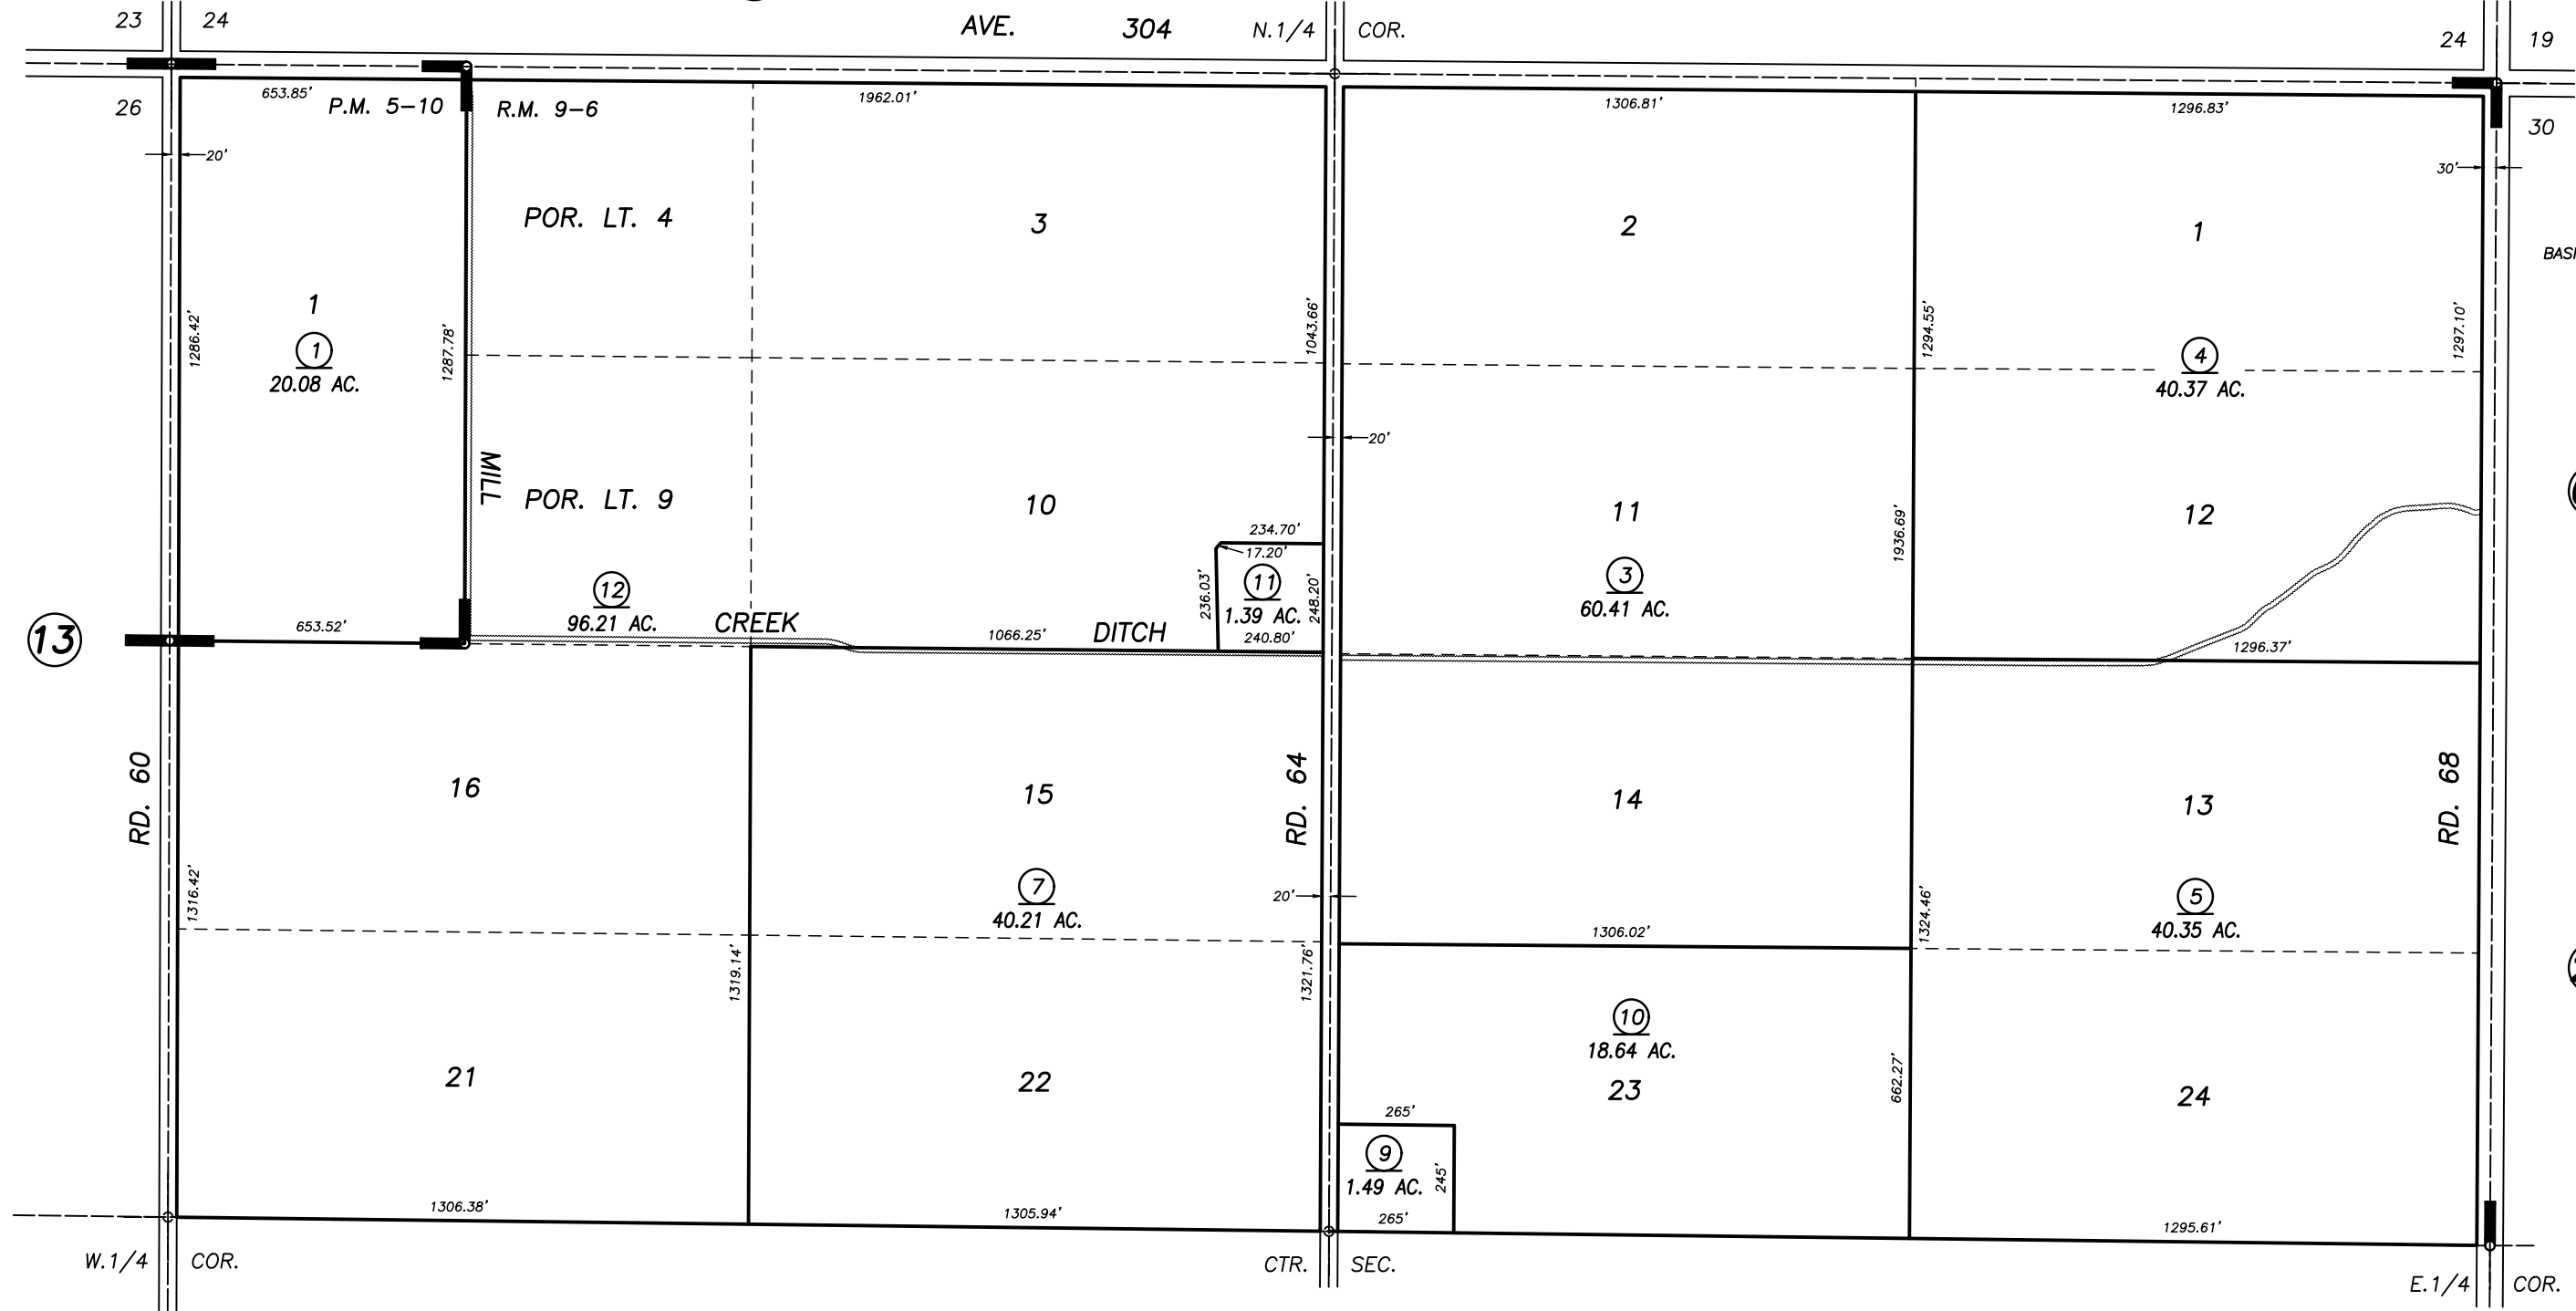 23 24
AVE. 304 N.1/4 COR.
24 19
26
653.85' P.M. 5-10 R.M. 9-6 1962.01'
1306.81' 1296.83'
30
20'
30'
POR. LT. 4 3 2 1
1
1286.42' 1287.78' 1043.66' 1294.55' 1297.10'
1
20.08 AC.
4
40.37 AC.
20'
MILL
POR. LT. 9 10 11 12
1936.69'
234.70'
17.20'
236.03' 248.20'
12
96.21 AC.
11
1.39 AC.
240.80'
3
60.41 AC.
13
653.52' CREEK 1066.25' DITCH
1296.37'
RD. 60 RD. 64 RD. 68
16 15 14 13
1316.42' 1324.46'
7
40.21 AC.
20'
5
40.35 AC.
1306.02'
1319.14' 1321.76'
10
18.64 AC.
21 22 23 24
662.27'
265'
9
1.49 AC.
245'
265'
1306.38' 1305.94' 1295.61'
W.1/4 COR. CTR. SEC. E.1/4 COR.